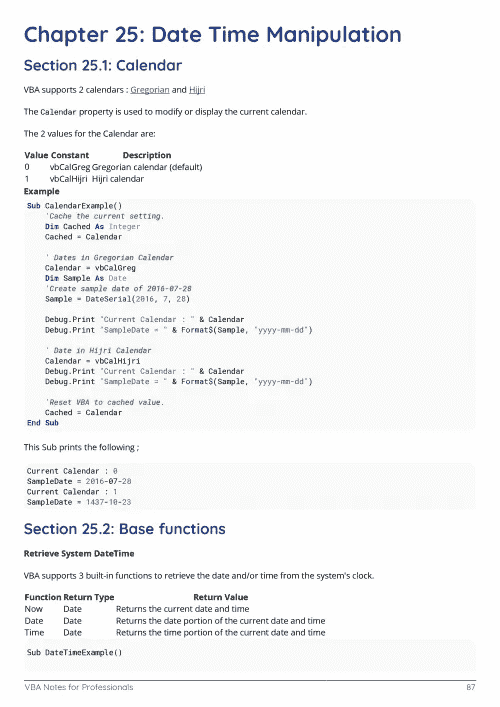 Chapter 25: Date Time Manipulation
Section 25.1: Calendar
VBA supports 2 calendars : Gregorian and Hijri
The Calendar property is used to modify or display the current calendar.
The 2 values for the Calendar are:
Value Constant Description
0 vbCalGreg Gregorian calendar (default)
1 vbCalHijri Hijri calendar
Example
Sub CalendarExample()
'Cache the current setting.
Dim Cached As Integer
Cached = Calendar
' Dates in Gregorian Calendar
Calendar = vbCalGreg
Dim Sample As Date
'Create sample date of 2016-07-28
Sample = DateSerial(2016, 7, 28)
Debug.Print "Current Calendar : " & Calendar
Debug.Print "SampleDate = " & Format$(Sample, "yyyy-mm-dd")
' Date in Hijri Calendar
Calendar = vbCalHijri
Debug.Print "Current Calendar : " & Calendar
Debug.Print "SampleDate = " & Format$(Sample, "yyyy-mm-dd")
'Reset VBA to cached value.
Cached = Calendar
End Sub
This Sub prints the following ;
Current Calendar : 0
SampleDate = 2016-07-28
Current Calendar : 1
SampleDate = 1437-10-23
Section 25.2: Base functions
Retrieve System DateTime
VBA supports 3 built-in functions to retrieve the date and/or time from the system's clock.
Function Return Type Return Value
Now Date Returns the current date and time
Date Date Returns the date portion of the current date and time
Time Date Returns the time portion of the current date and time
Sub DateTimeExample()
VBA Notes for Professionals 87